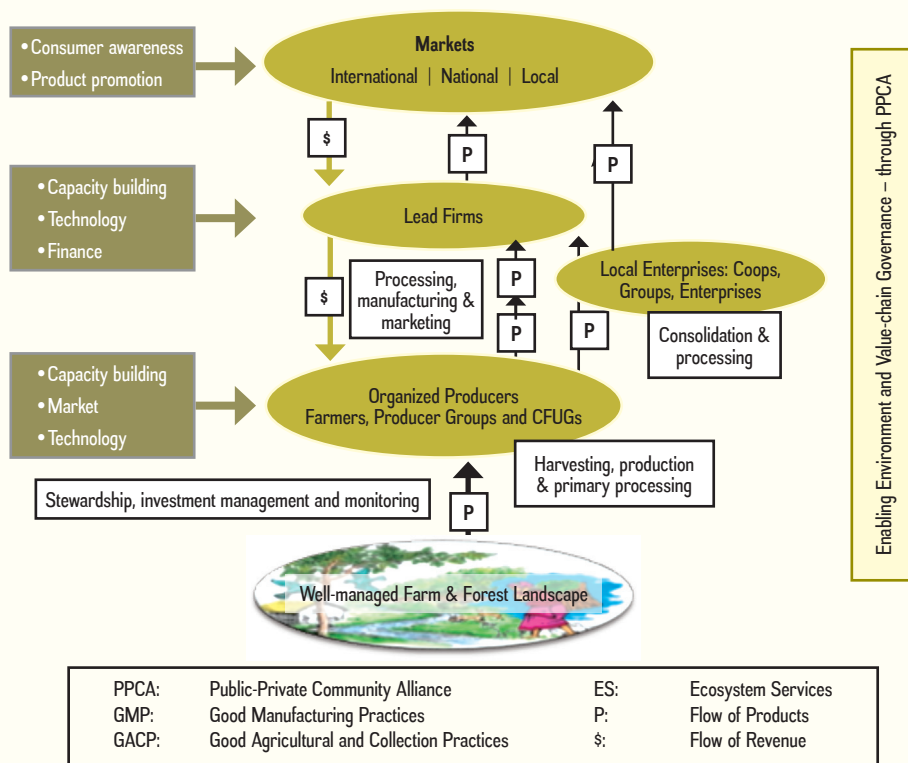 • Consumer awareness
• Product promotion
Markets
International | National | Local
$
P
P
• Capacity building
• Technology
• Finance
Lead Firms
$
Processing,
manufacturing &
marketing
P
P
P
Local Enterprises: Coops,
Groups, Enterprises
Consolidation &
processing
• Capacity building
• Market
• Technology
Organized Producers
Farmers, Producer Groups and CFUGs
Harvesting, production
& primary processing
Stewardship, investment management and monitoring
P
Well-managed Farm & Forest Landscape
Enabling Environment and Value-chain Governance – through PPCA
PPCA: Public-Private Community Alliance ES: Ecosystem Services
GMP: Good Manufacturing Practices P: Flow of Products
GACP: Good Agricultural and Collection Practices $: Flow of Revenue